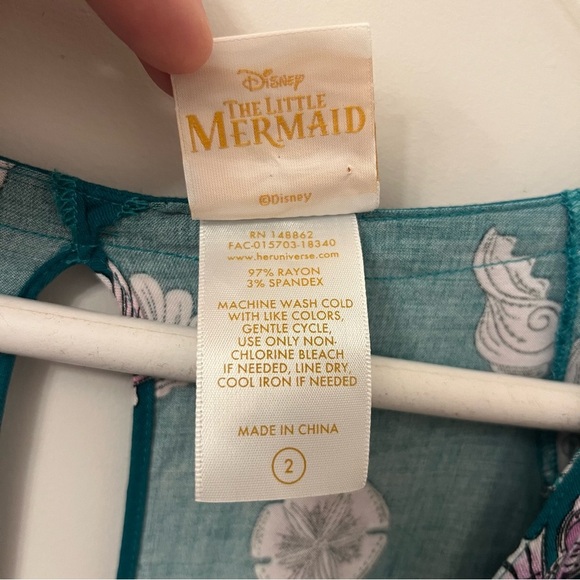 Disney
THE LITTLE
MERMAID
©Disney
RN 148862
FAC-015703-18340
www.heruniverse.com
97% RAYON
3% SPANDEX
MACHINE WASH COLD
WITH LIKE COLORS,
GENTLE CYCLE,
USE ONLY NON-
CHLORINE BLEACH
IF NEEDED, LINE DRY,
COOL IRON IF NEEDED
MADE IN CHINA
2